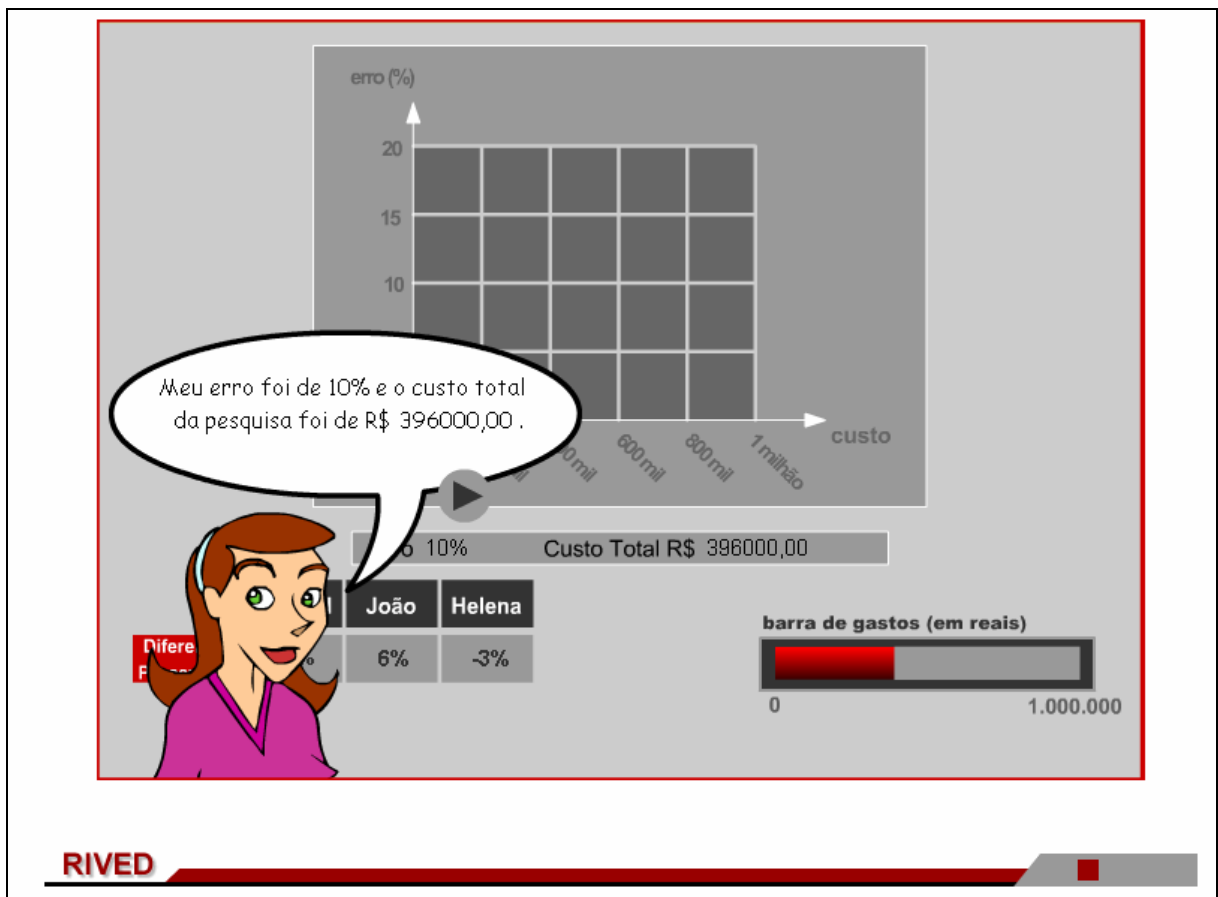 erro (%)
20
15
10
Meu erro foi de 10% e o custo total
da pesquisa foi de R$ 396000,00 .
600 mil
800 mil
1 milhão
custo
10% Custo Total R$ 396000,00
João Helena
6% -3%
barra de gastos (em reais)
0 1.000.000
RIVED